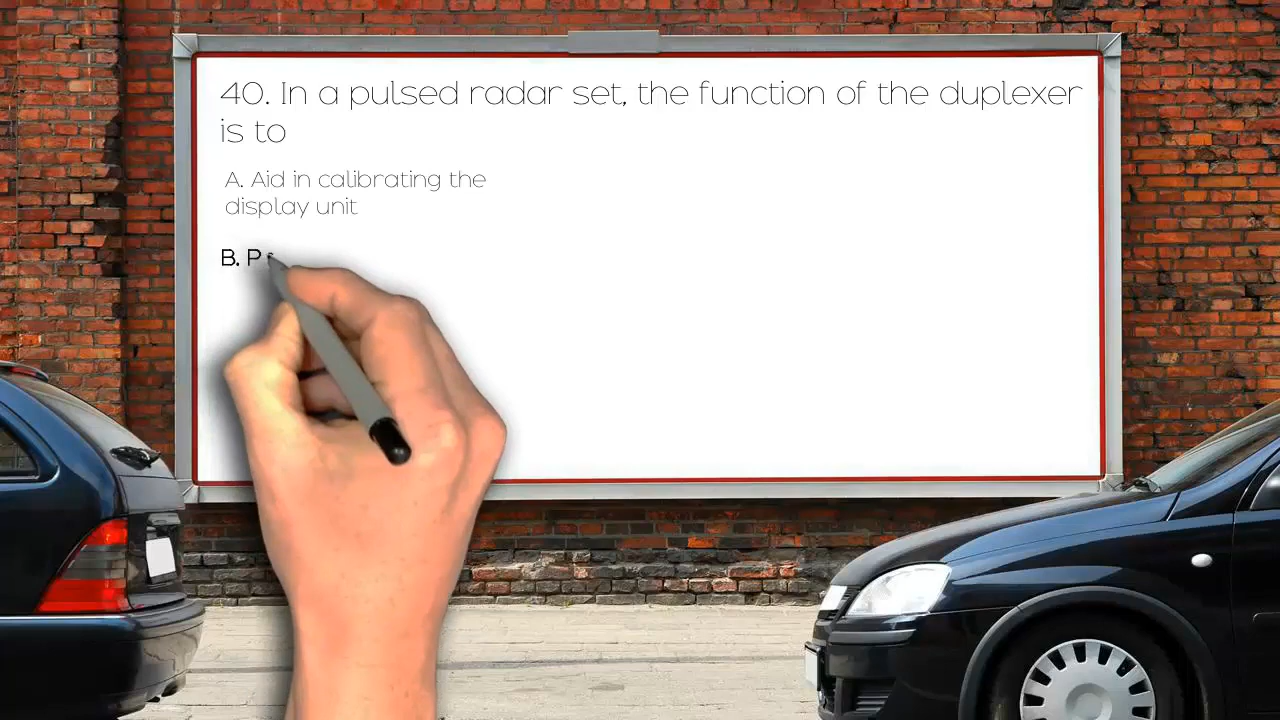 40. In a pulsed radar set, the function of the duplexer
is to
A. Aid in calibrating the
display unit
B. P